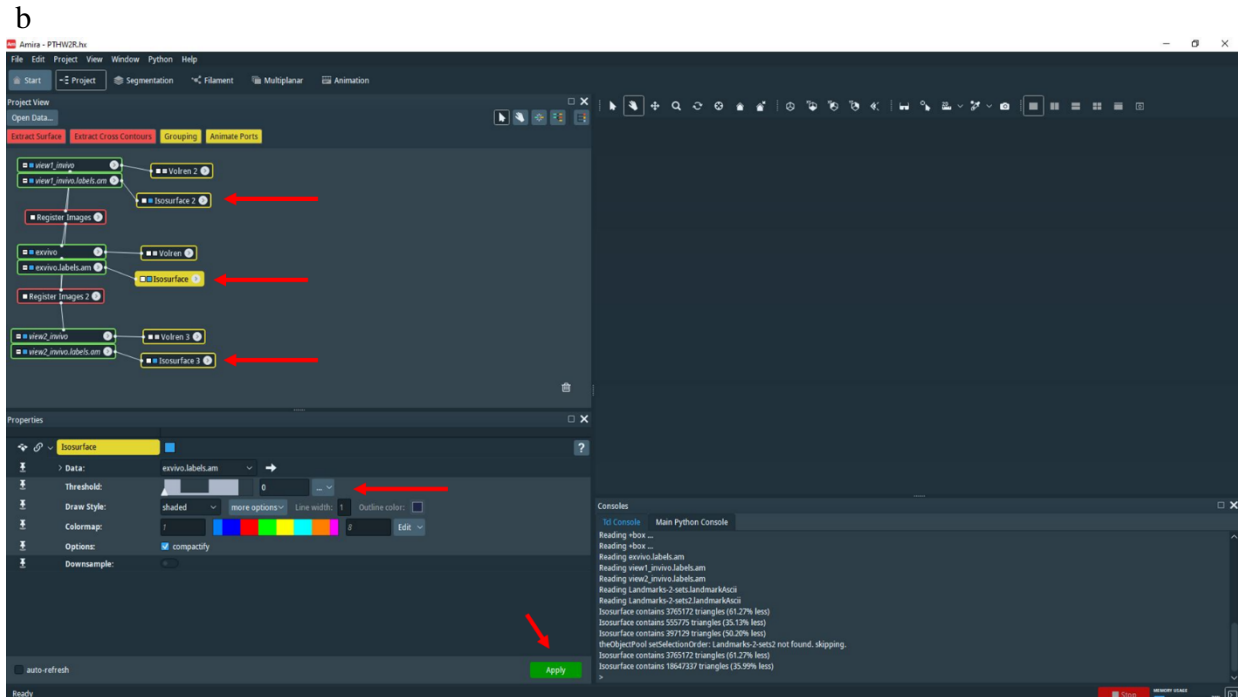 b
Amira - PTHW2R.hx
File Edit Project View Window Python Help
Start Project Segmentation Filament Multiplanar Animation
Project View
Open Data...
Extract Surface Extract Cross Contours Grouping Animate Ports
view1_invivo
Volren 2
view1_invivo.labels.am
Isosurface 2
Register Images
exvivo
Volren
exvivo.labels.am
Isosurface
Register Images 2
view2_invivo
Volren 3
view2_invivo.labels.am
Isosurface 3
Properties
Isosurface
?
Data: exvivo.labels.am
Threshold: 0 ...
Draw Style: shaded more options Line width: 1 Outline color:
Colormap: 1 8 Edit
Options: compactify
Downsample:
auto-refresh Apply
Ready
Consoles
Tcl Console Main Python Console
Reading +box ...
Reading +box ...
Reading exvivo.labels.am
Reading view1_invivo.labels.am
Reading view2_invivo.labels.am
Reading Landmarks-2-sets.landmarkAscii
Reading Landmarks-2-sets2.landmarkAscii
Isosurface contains 3765172 triangles (61.27% less)
Isosurface contains 555775 triangles (35.13% less)
Isosurface contains 397129 triangles (50.20% less)
theObjectPool setSelectionOrder: Landmarks-2-sets2 not found. skipping.
Isosurface contains 3765172 triangles (61.27% less)
Isosurface contains 18647337 triangles (35.99% less)
>
Stop MEMORY USAGE